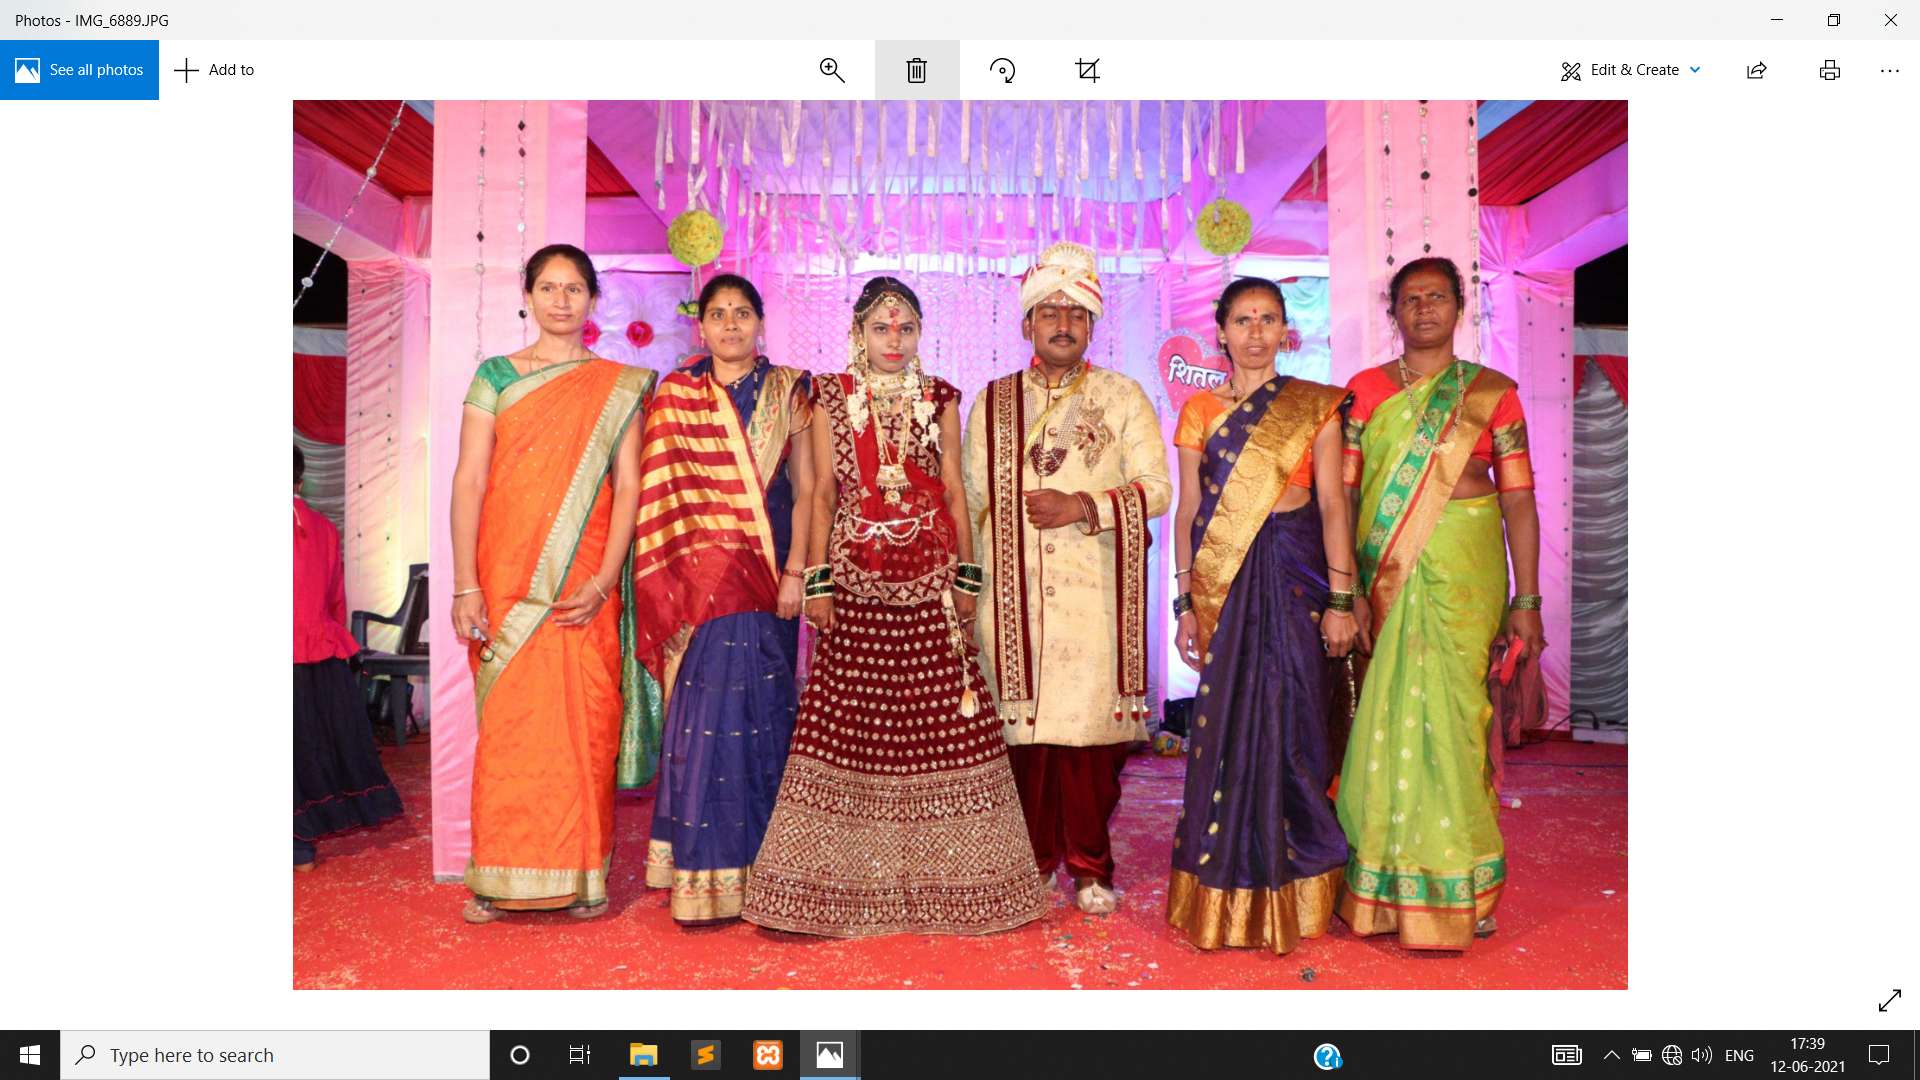 Photos - IMG_6889.JPG
See all photos
Add to
Edit & Create
शितल
Type here to search
ENG
17:39
12-06-2021